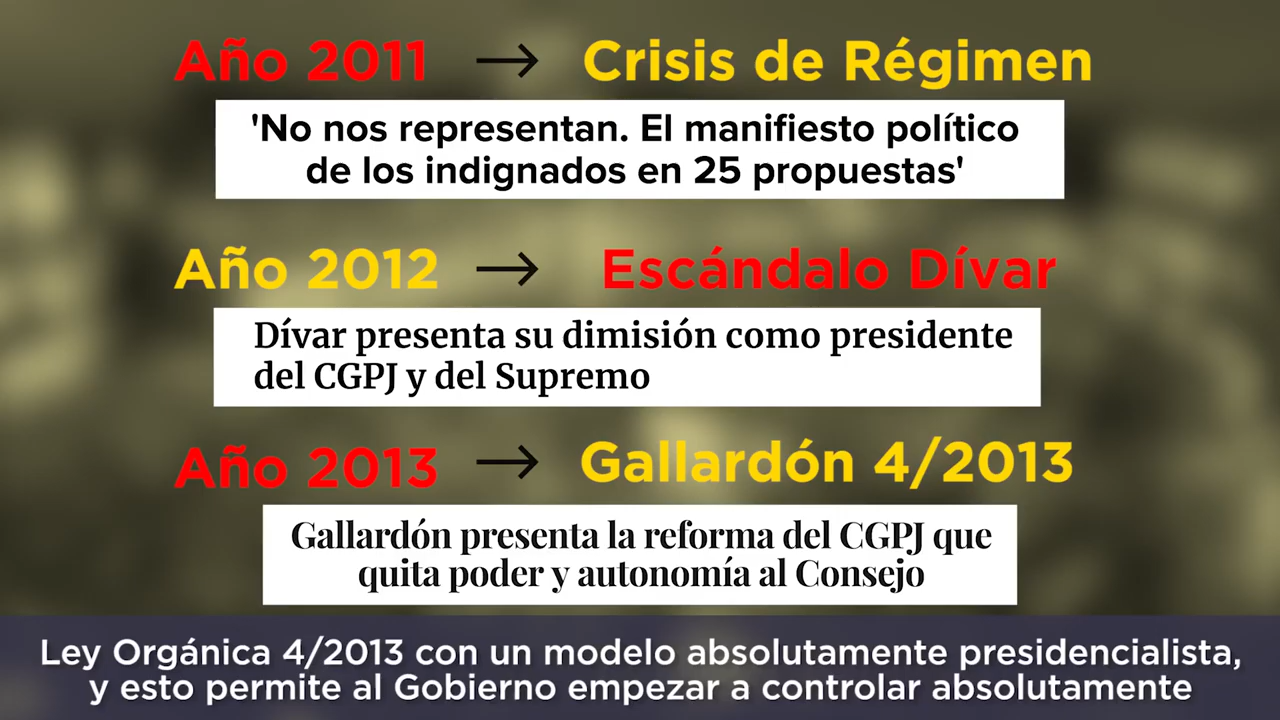 Año 2011 → Crisis de Régimen
'No nos representan. El manifiesto político
de los indignados en 25 propuestas'
Año 2012 → Escándalo Dívar
Dívar presenta su dimisión como presidente
del CGPJ y del Supremo
Año 2013 → Gallardón 4/2013
Gallardón presenta la reforma del CGPJ que
quita poder y autonomía al Consejo
Ley Orgánica 4/2013 con un modelo absolutamente presidencialista,
y esto permite al Gobierno empezar a controlar absolutamente